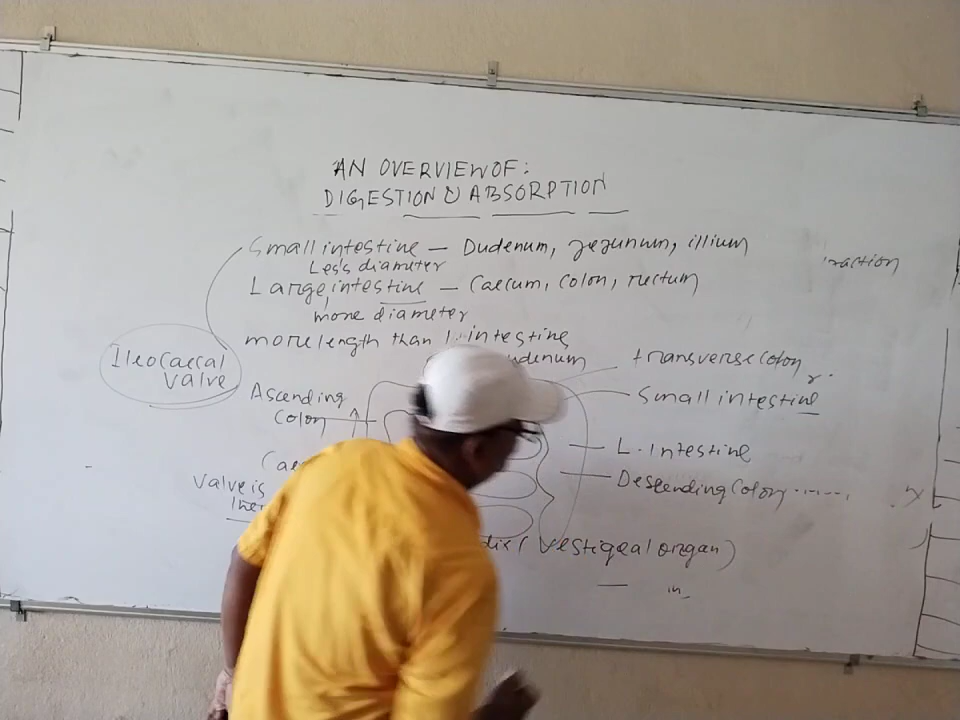 AN OVERVIEW OF:
DIGESTION & ABSORPTION
Small intestine – Dudenum, jejunum, illium
Less diameter
Large intestine – Caecum, Colon, rectum
more diameter
more length than l. intestine
Ileocaecal
valve
Ascending
Colon
valve is
transverse colon
Small intestine
L. Intestine
Descending Colon
(vestigeal organ)
in